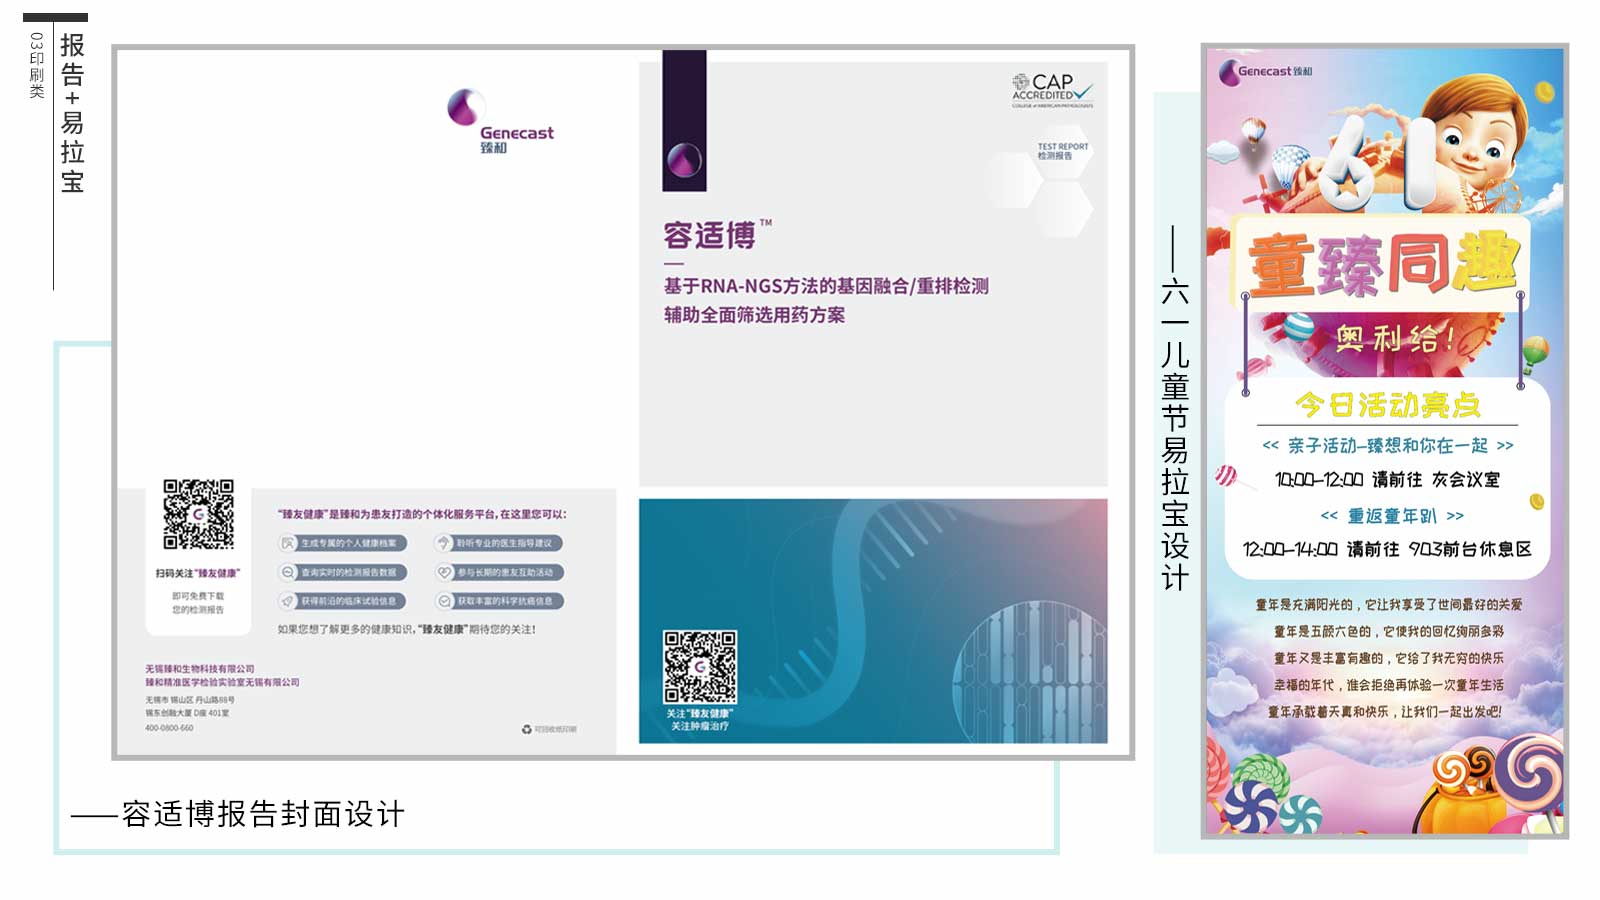 报告+易拉宝
03印刷类
Genecast
臻和
扫码关注“臻友健康”
即可免费下载
您的检测报告
“臻友健康”是臻和为患友打造的个体化服务平台,在这里您可以:
生成专属的个人健康档案
聆听专业的医生指导建议
查询实时的检测报告数据
参与长期的患友互助活动
获得前沿的临床试验信息
获取丰富的科学抗癌信息
如果您想了解更多的健康知识,“臻友健康”期待您的关注!
无锡臻和生物科技有限公司
臻和精准医学检验实验室无锡有限公司
无锡市 锡山区 丹山路88号
锡东创融大厦 D座 401室
400-0800-660
可回收纸印刷
CAP
ACCREDITED
COLLEGE of AMERICAN PATHOLOGISTS
TEST REPORT
检测报告
容适博™
基于RNA-NGS方法的基因融合/重排检测
辅助全面筛选用药方案
关注“臻友健康”
关注肿瘤治疗
——容适博报告封面设计
——六一儿童节易拉宝设计
Genecast 臻和
61
童臻同趣
奥利给!
今日活动亮点
<< 亲子活动-臻想和你在一起 >>
10:00-12:00 请前往 灰会议室
<< 重返童年趴 >>
12:00-14:00 请前往 903前台休息区
童年是充满阳光的，它让我享受了世间最好的关爱
童年是五颜六色的，它使我的回忆绚丽多彩
童年又是丰富有趣的，它给了我无穷的快乐
幸福的年代，谁会拒绝再体验一次童年生活
童年承载着天真和快乐，让我们一起出发吧!